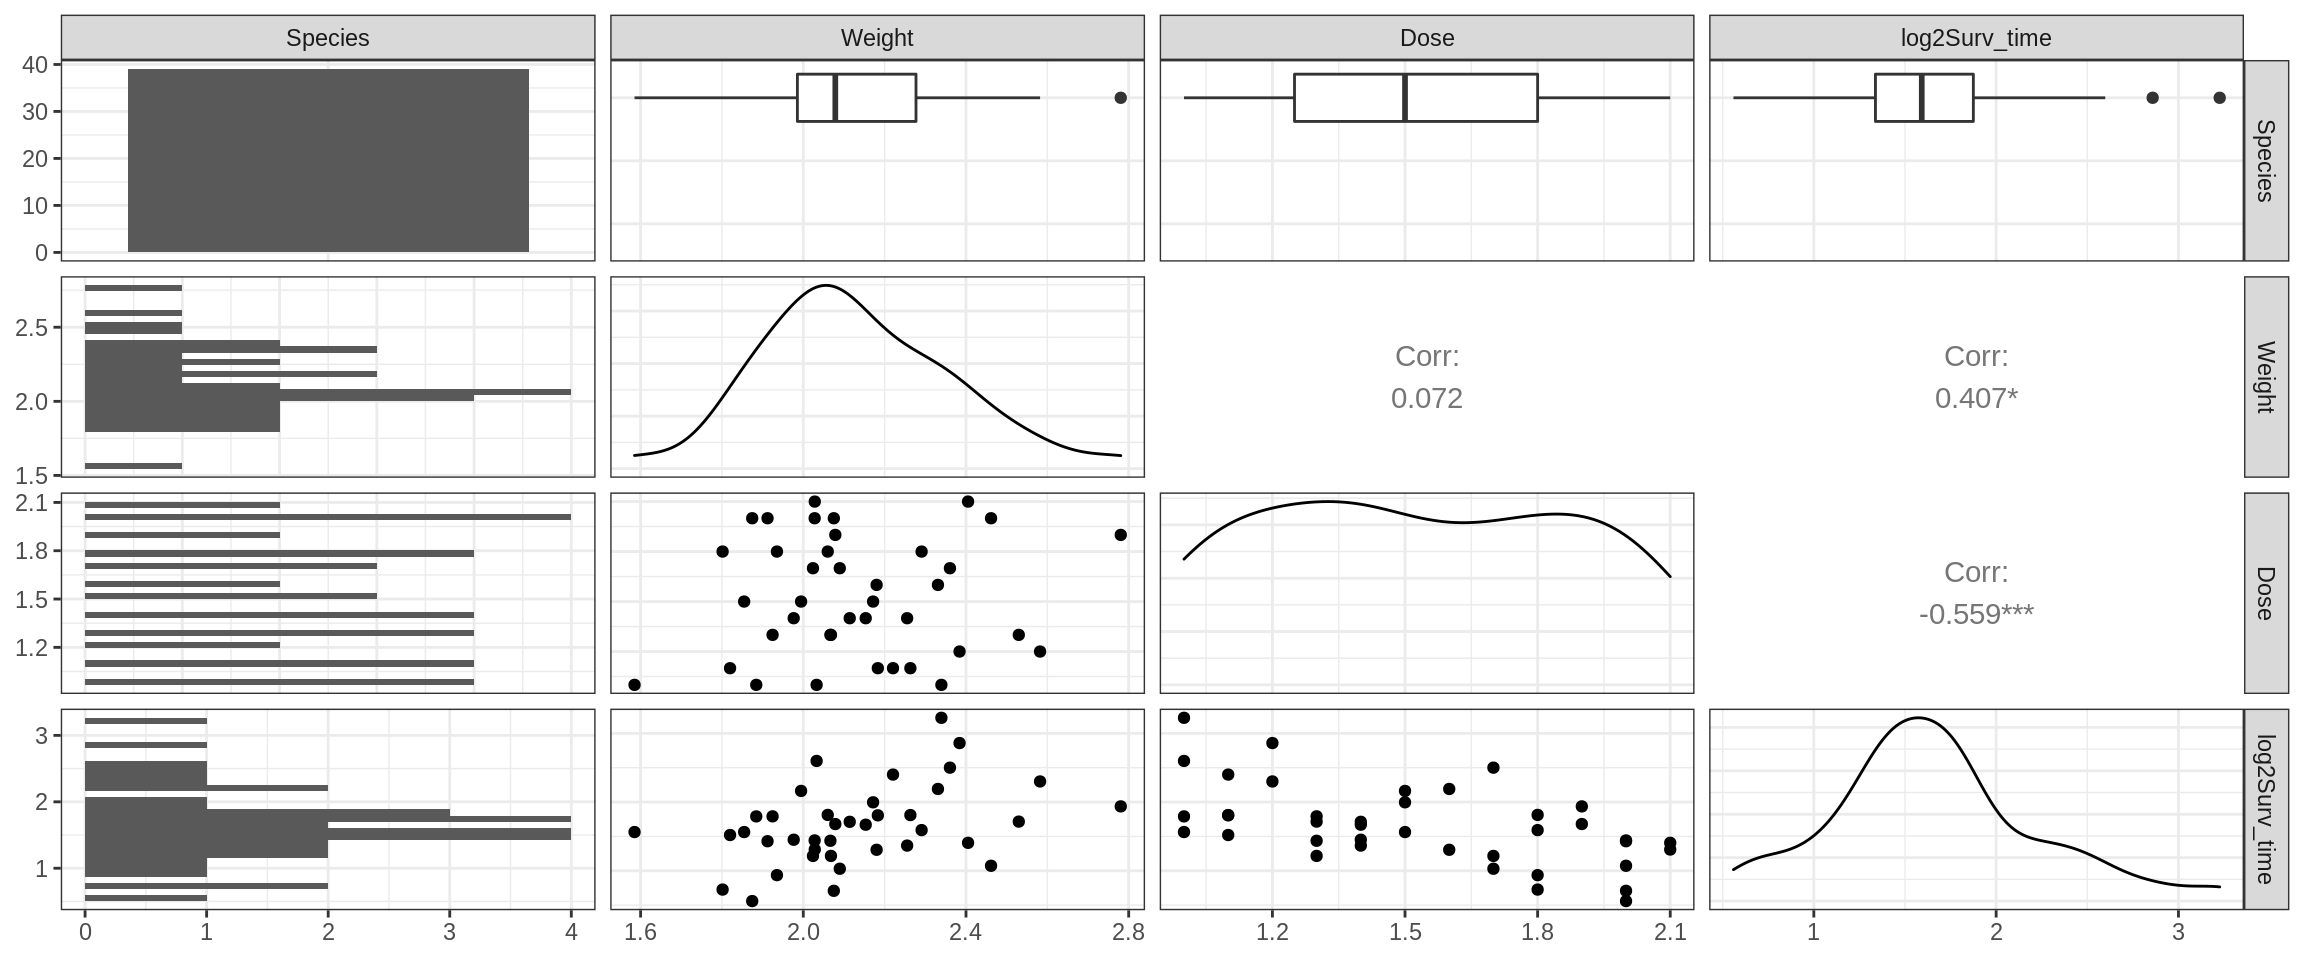 Species Weight Dose log2Surv_time
40
30
20
10
0
Species
2.5
2.0
1.5
Corr:
0.072
Corr:
0.407*
Weight
2.1
1.8
1.5
1.2
Corr:
-0.559***
Dose
3
2
1
log2Surv_time
0 1 2 3 4 1.6 2.0 2.4 2.8 1.2 1.5 1.8 2.1 1 2 3